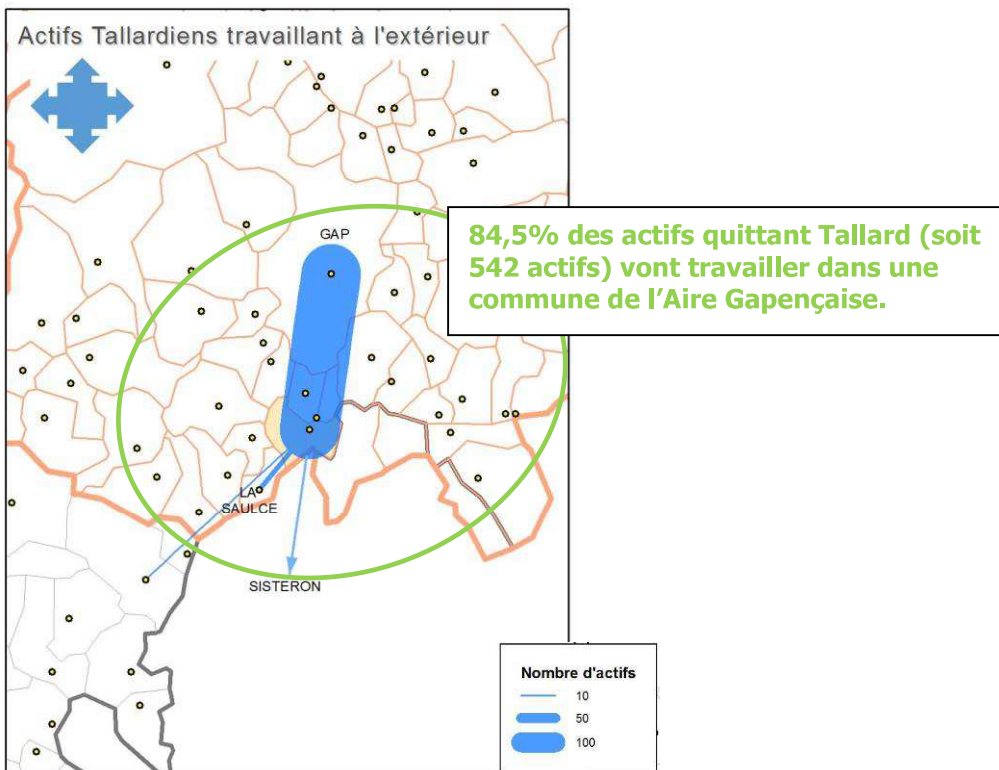 Actifs Tallardiens travaillant à l'extérieur
GAP
84,5% des actifs quittant Tallard (soit
542 actifs) vont travailler dans une
commune de l'Aire Gapençaise.
LA
SAULCE
SISTERON
Nombre d'actifs
10
50
100